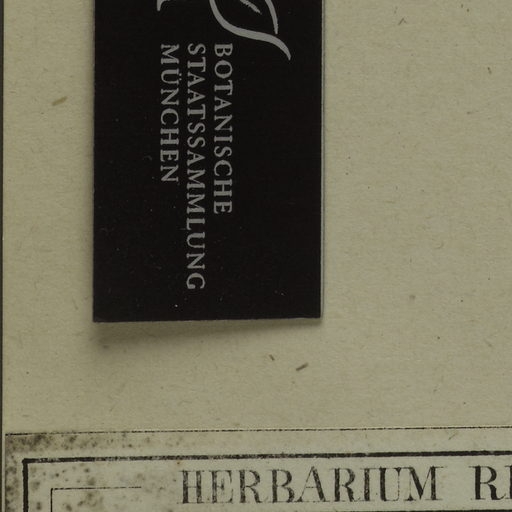 BOTANISCHE
STAATSSAMMLUNG
MÜNCHEN
HERBARIUM